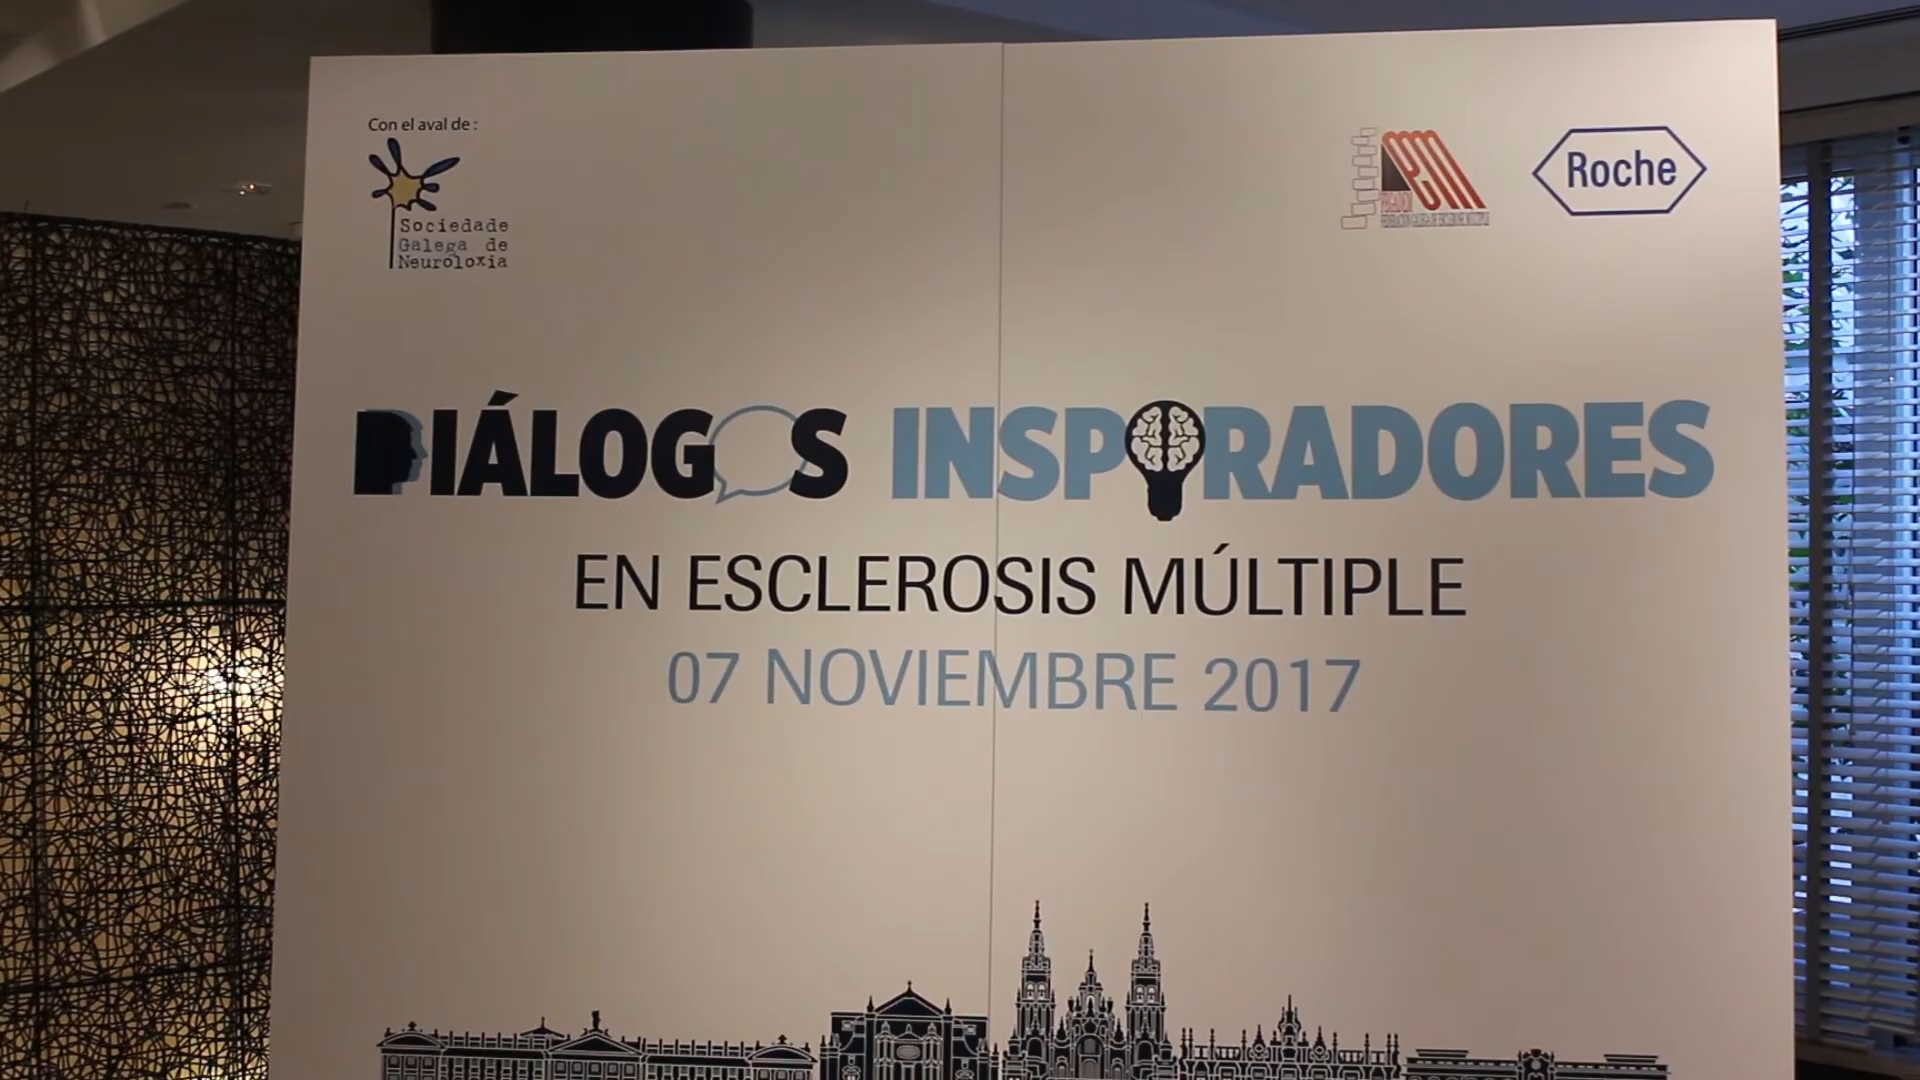 Con el aval de :
Sociedade
Galega de
Neuroloxia
Roche
DIÁLOGOS INSPIRADORES
EN ESCLEROSIS MÚLTIPLE
07 NOVIEMBRE 2017